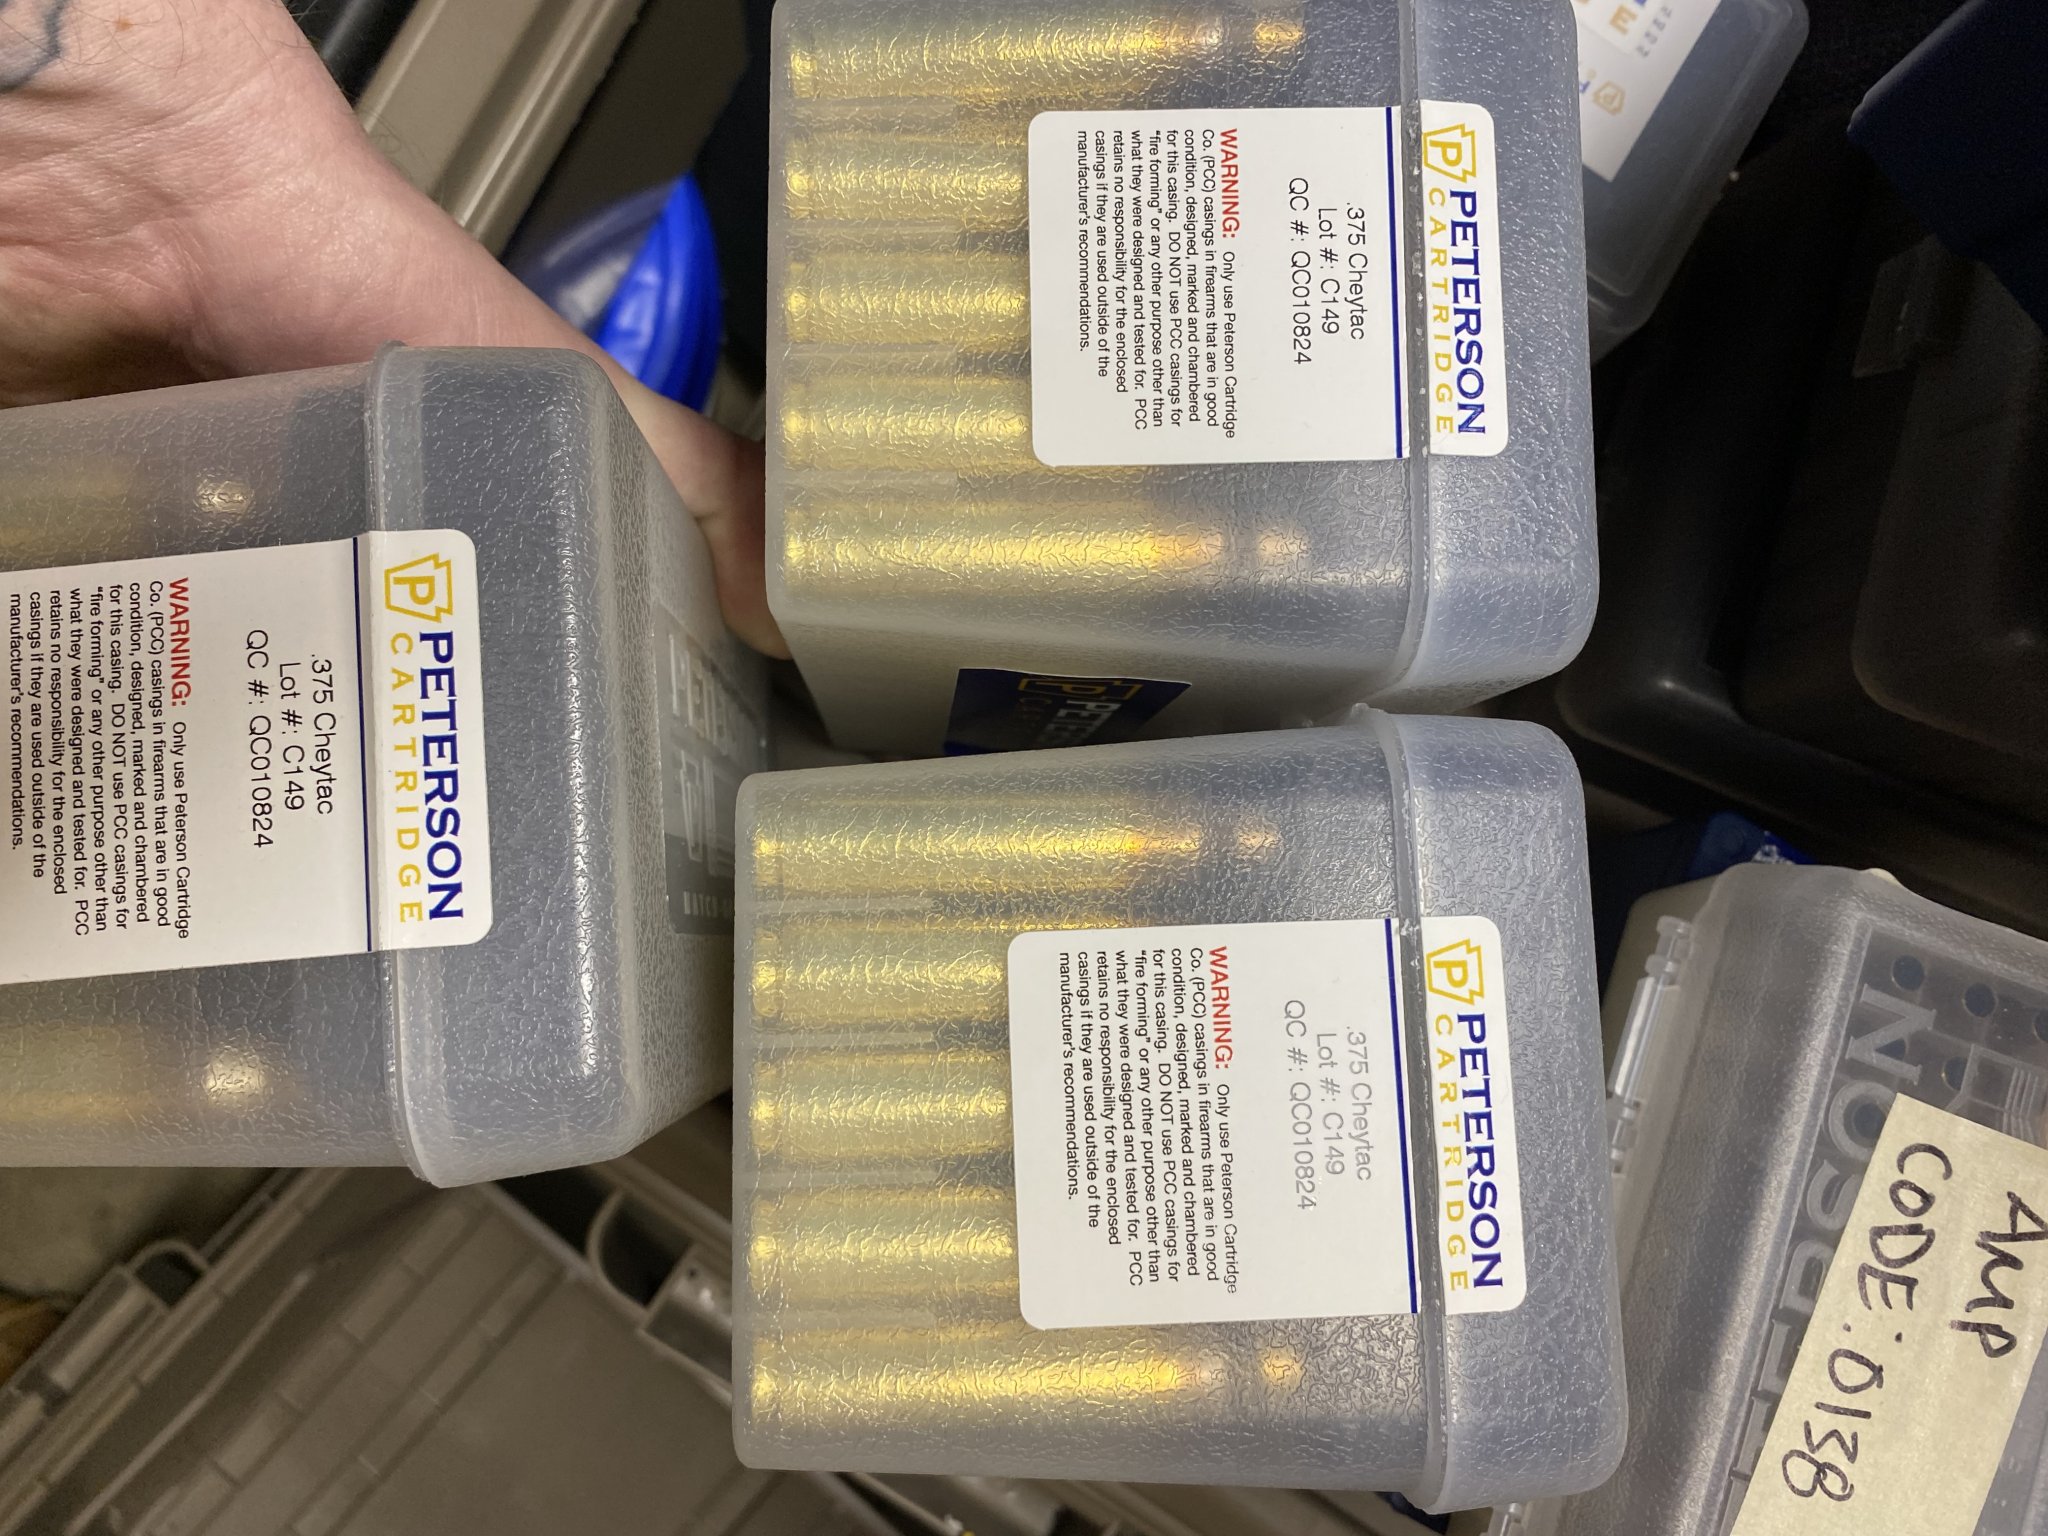 PETERSON
CARTRIDGE
.375 Cheytac
Lot #: C149
QC #: QC010824
WARNING: Only use Peterson Cartridge
Co. (PCC) casings in firearms that are in good
condition, designed, marked and chambered
for this casing. DO NOT use PCC casings for
"fire forming" or any other purpose other than
what they were designed and tested for. PCC
retains no responsibility for the enclosed
casings if they are used outside of the
manufacturer's recommendations.
PETERSON
CARTRIDGE
.375 Cheytac
Lot #: C149
QC #: QC010824
WARNING: Only use Peterson Cartridge
Co. (PCC) casings in firearms that are in good
condition, designed, marked and chambered
for this casing. DO NOT use PCC casings for
"fire forming" or any other purpose other than
what they were designed and tested for. PCC
retains no responsibility for the enclosed
casings if they are used outside of the
manufacturer's recommendations.
PETERSON
CARTRIDGE
.375 Cheytac
Lot #: C149
QC #: QC010824
WARNING: Only use Peterson Cartridge
Co. (PCC) casings in firearms that are in good
condition, designed, marked and chambered
for this casing. DO NOT use PCC casings for
"fire forming" or any other purpose other than
what they were designed and tested for. PCC
retains no responsibility for the enclosed
casings if they are used outside of the
manufacturer's recommendations.
PETERSON
AMP
CODE: 0138